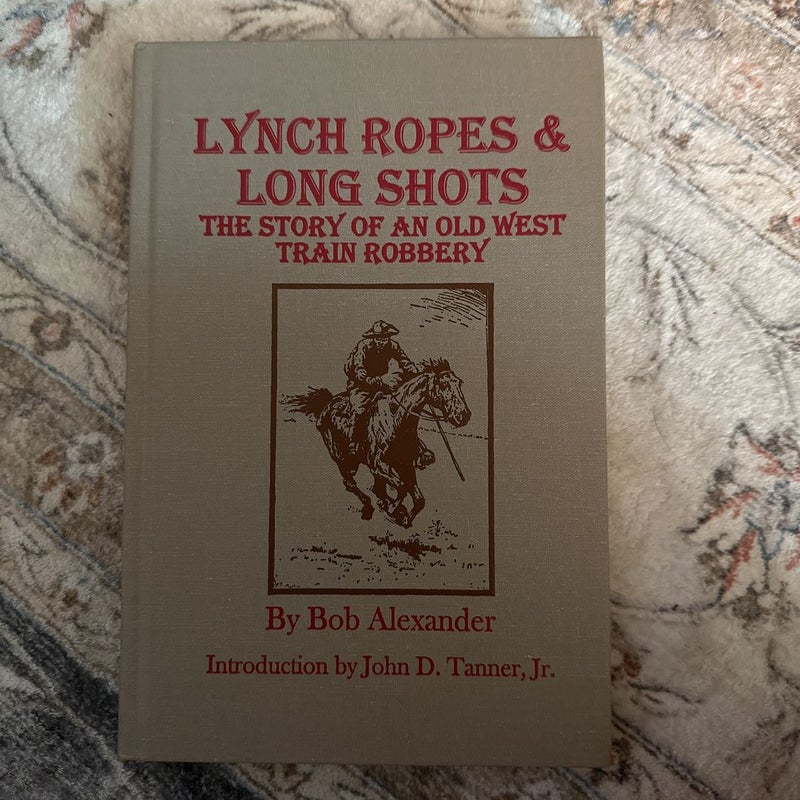 LYNCH ROPES &
LONG SHOTS
THE STORY OF AN OLD WEST
TRAIN ROBBERY
By Bob Alexander
Introduction by John D. Tanner, Jr.